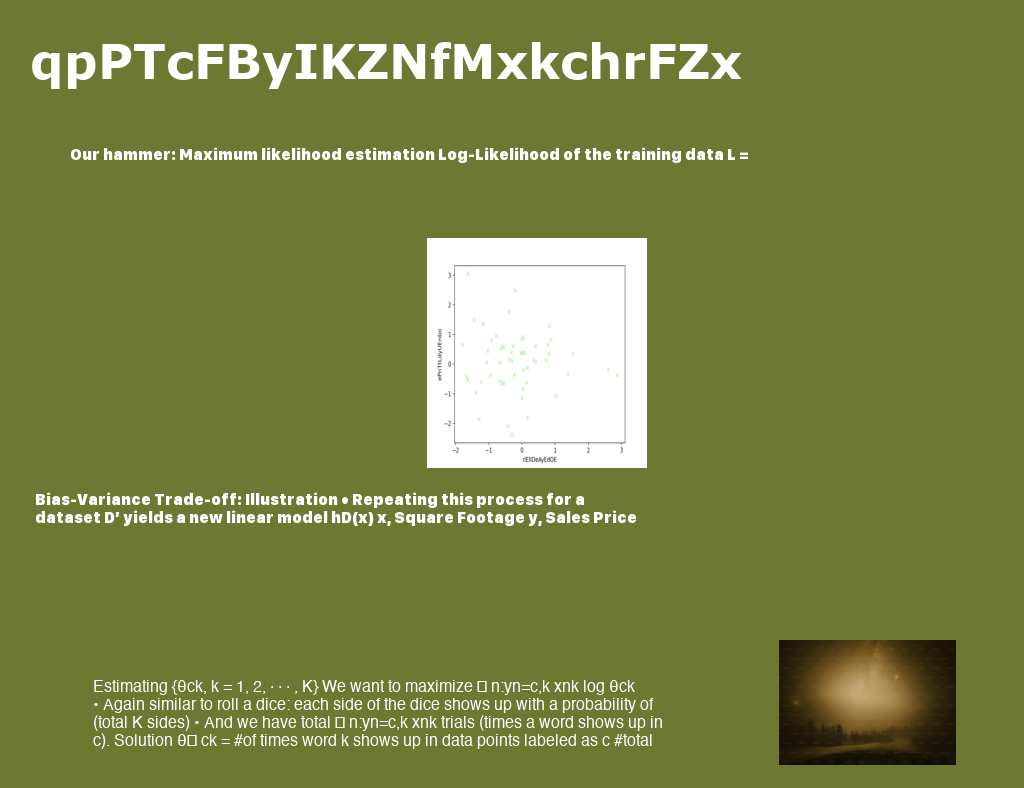 qpPTcFByIKZNfMxkchrFZx
Our hammer: Maximum likelihood estimation Log-Likelihood of the training data L =
3
2
1
0
−1
−2
−2 −1 0 1 2 3
Bias-Variance Trade-off: Illustration • Repeating this process for a
dataset D′ yields a new linear model hD(x) x, Square Footage y, Sales Price
Estimating {θck, k = 1, 2, · · · , K} We want to maximize □ n:yn=c,k xnk log θck
• Again similar to roll a dice: each side of the dice shows up with a probability of
(total K sides) • And we have total □ n:yn=c,k xnk trials (times a word shows up in
c). Solution θ□ ck = #of times word k shows up in data points labeled as c #total